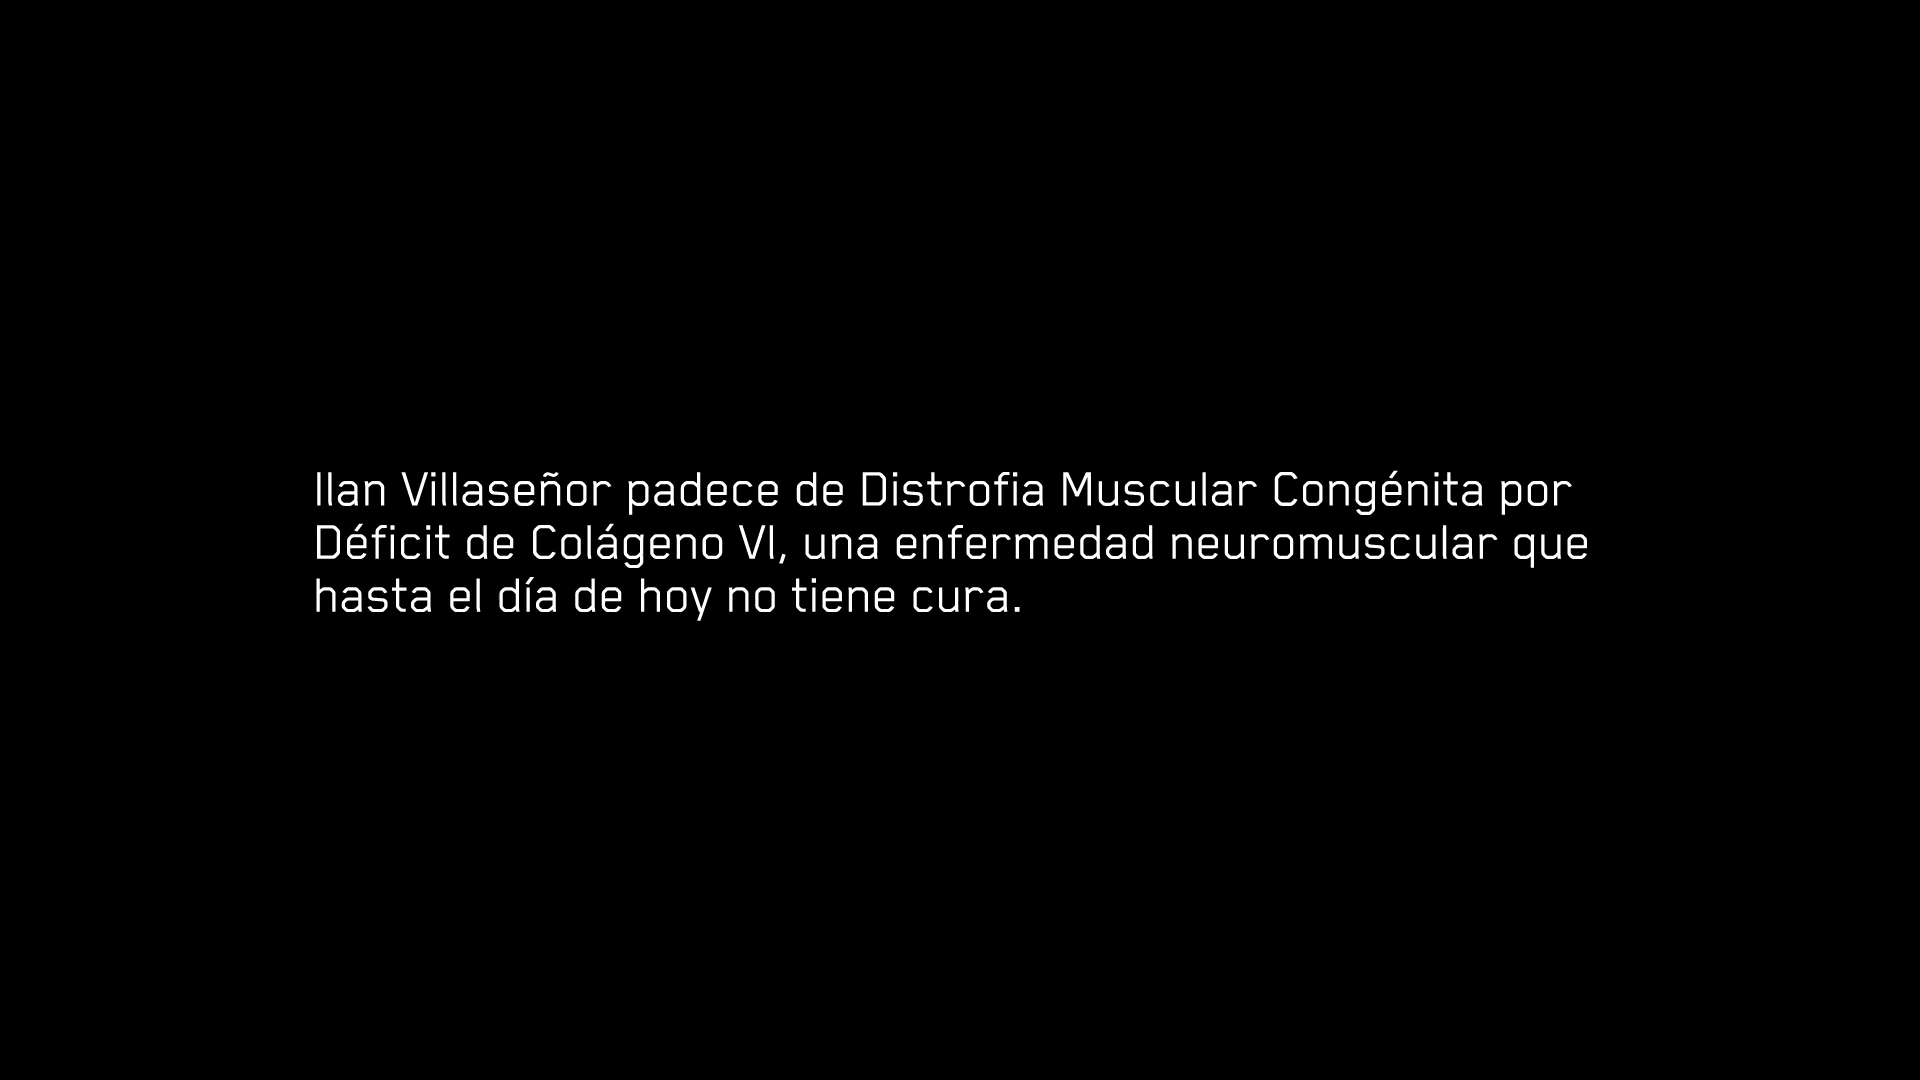 Ilan Villaseñor padece de Distrofia Muscular Congénita por
Déficit de Colágeno VI, una enfermedad neuromuscular que
hasta el día de hoy no tiene cura.